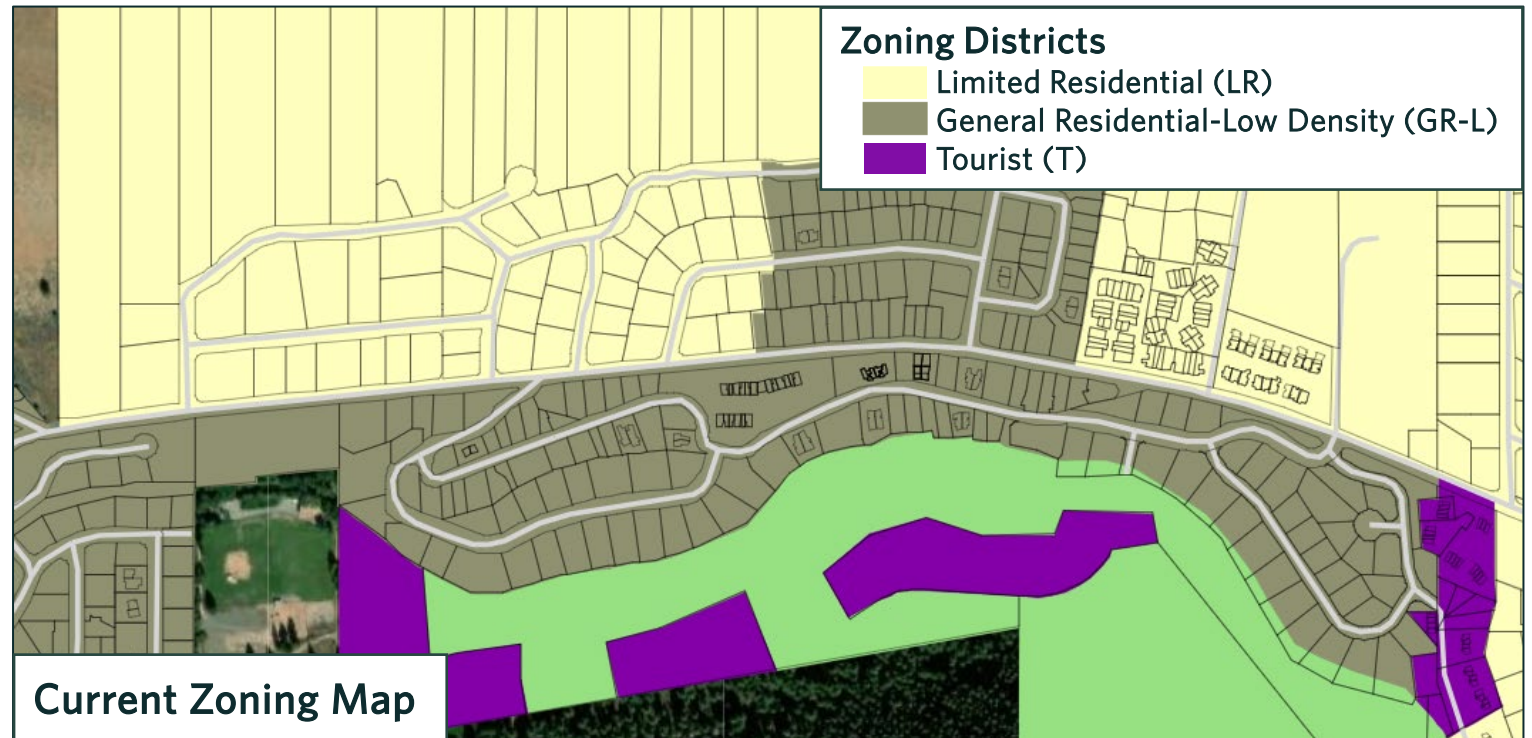 Zoning Districts
Limited Residential (LR)
General Residential-Low Density (GR-L)
Tourist (T)
Current Zoning Map